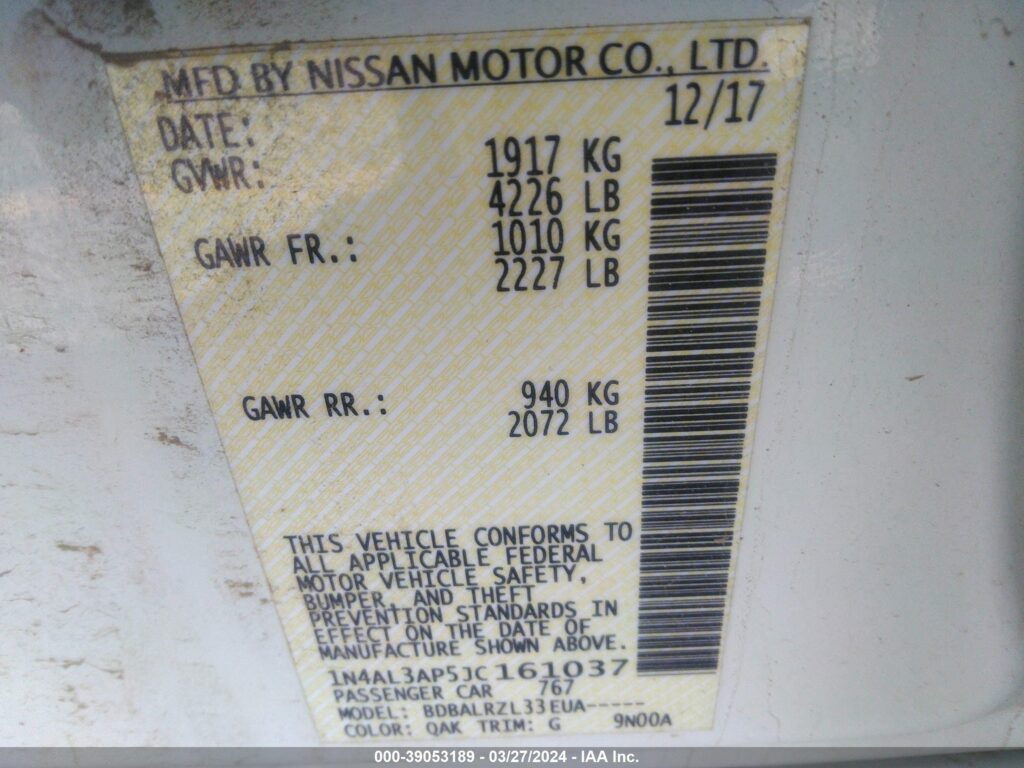 MFD BY NISSAN MOTOR CO., LTD.
DATE: 12/17
GVWR: 1917 KG
4226 LB
GAWR FR.: 1010 KG
2227 LB
GAWR RR.: 940 KG
2072 LB
THIS VEHICLE CONFORMS TO
ALL APPLICABLE FEDERAL
MOTOR VEHICLE SAFETY,
BUMPER, AND THEFT
PREVENTION STANDARDS IN
EFFECT ON THE DATE OF
MANUFACTURE SHOWN ABOVE.
1N4AL3AP5JC161037
PASSENGER CAR 767
MODEL: BDBALRZL33EUA-----
COLOR: QAK TRIM: G 9N00A
000-39053189 - 03/27/2024 - IAA Inc.